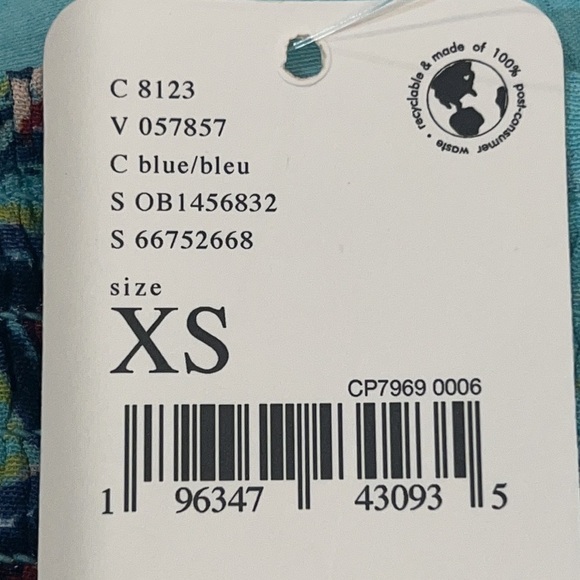 C 8123
V 057857
C blue/bleu
S OB1456832
S 66752668
size
XS
CP7969 0006
1 96347 43093 5
recyclable & made of 100% post-consumer waste •